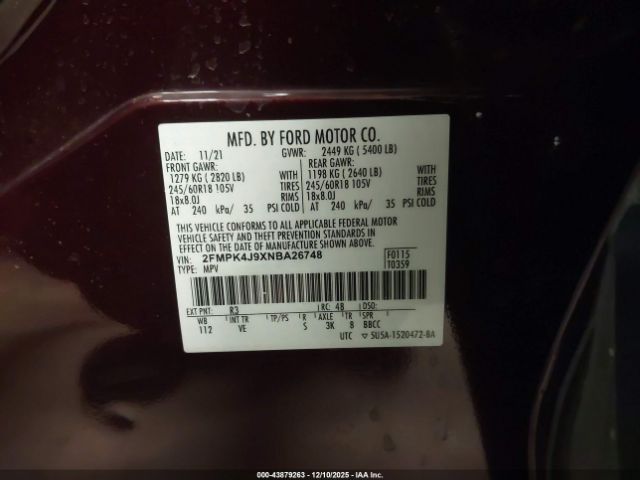 MFD. BY FORD MOTOR CO.
DATE: 11/21 GVWR: 2449 KG ( 5400 LB)
FRONT GAWR: REAR GAWR:
1279 KG ( 2820 LB) WITH 1198 KG ( 2640 LB) WITH
245/60R18 105V TIRES 245/60R18 105V TIRES
18x8.0J RIMS 18x8.0J RIMS
AT 240 kPa/ 35 PSI COLD AT 240 kPa/ 35 PSI COLD
THIS VEHICLE CONFORMS TO ALL APPLICABLE FEDERAL MOTOR
VEHICLE SAFETY AND THEFT PREVENTION STANDARDS IN EFFECT
ON THE DATE OF MANUFACTURE SHOWN ABOVE.
VIN: 2FMPK4J9XNBA26748 F0115
TYPE: MPV T0359
EXT PNT: R3 RC: 48 DSO:
WB INT TR TP/PS R AXLE TR SPR
112 VE S 3K 8 BBCC
UTC ▽ 5U5A-1520472-BA
000-43879263 - 12/10/2025 - IAA Inc.